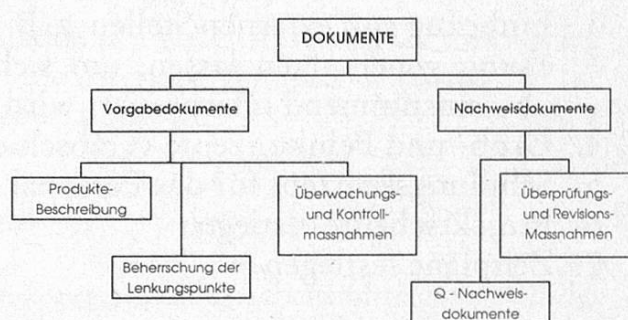 DOKUMENTE
Vorgabedokumente
Nachweisdokumente
Produkte-
Beschreibung
Überwachungs-
und Kontroll-
massnahmen
Überprüfungs-
und Revisions-
Massnahmen
Beherrschung der
Lenkungspunkte
Q - Nachweis-
dokumente